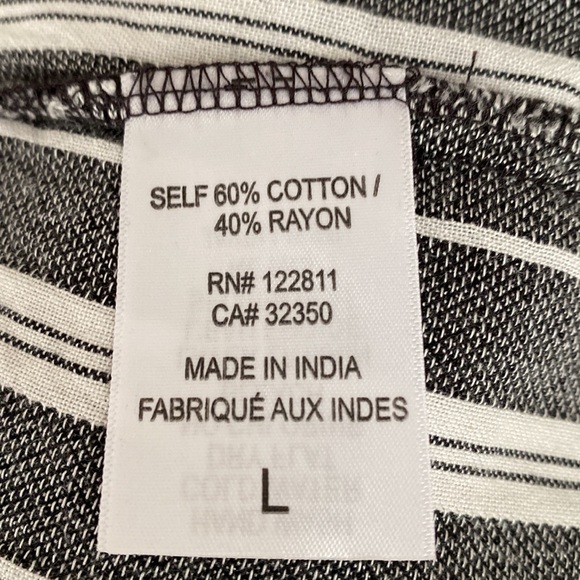 SELF 60% COTTON /
40% RAYON
RN# 122811
CA# 32350
MADE IN INDIA
FABRIQUÉ AUX INDES
L